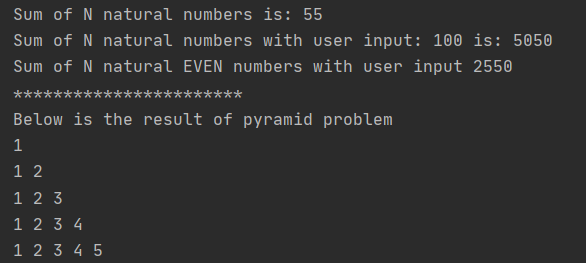 Sum of N natural numbers is: 55
Sum of N natural numbers with user input: 100 is: 5050
Sum of N natural EVEN numbers with user input 2550
***********************
Below is the result of pyramid problem
1
1 2
1 2 3
1 2 3 4
1 2 3 4 5